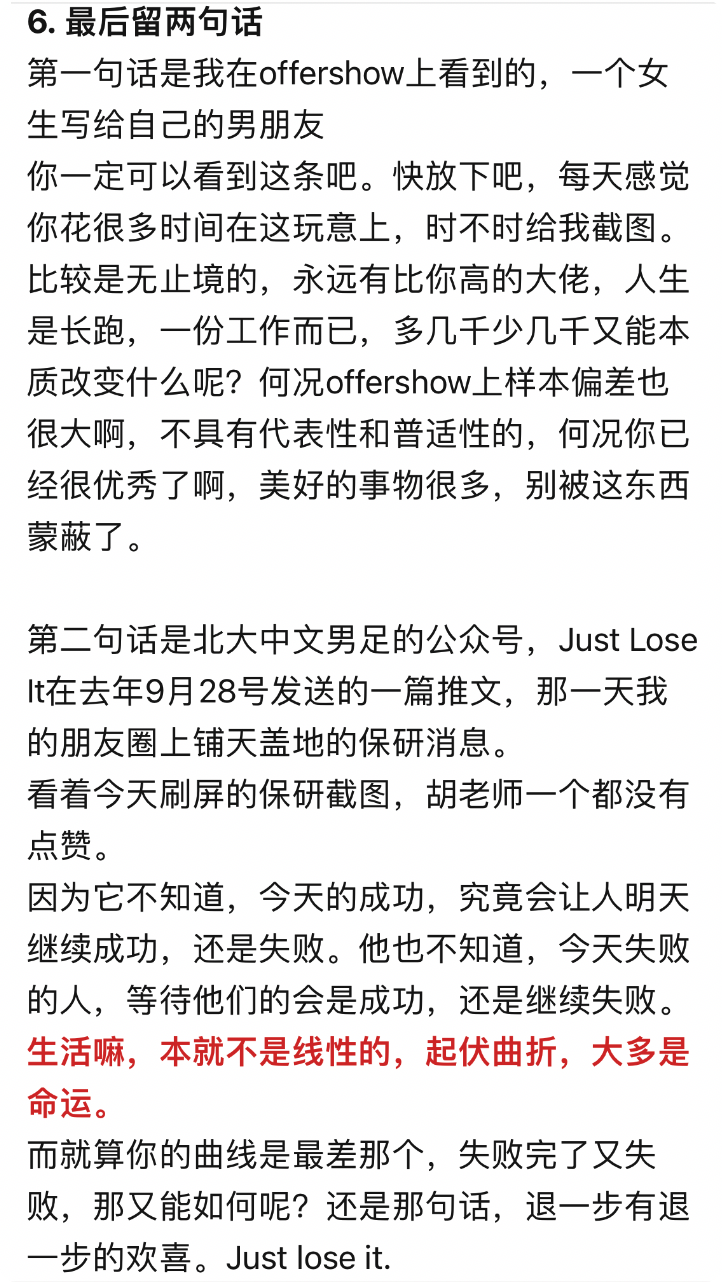 6. 最后留两句话
第一句话是我在offershow上看到的，一个女
生写给自己的男朋友
你一定可以看到这条吧。快放下吧，每天感觉
你花很多时间在这玩意上，时不时给我截图。
比较是无止境的，永远有比你高的大佬，人生
是长跑，一份工作而已，多几千少几千又能本
质改变什么呢？何况offershow上样本偏差也
很大啊，不具有代表性和普适性的，何况你已
经很优秀了啊，美好的事物很多，别被这东西
蒙蔽了。
第二句话是北大中文男足的公众号，Just Lose
It在去年9月28号发送的一篇推文，那一天我
的朋友圈上铺天盖地的保研消息。
看着今天刷屏的保研截图，胡老师一个都没有
点赞。
因为它不知道，今天的成功，究竟会让人明天
继续成功，还是失败。他也不知道，今天失败
的人，等待他们的会是成功，还是继续失败。
生活嘛，本就不是线性的，起伏曲折，大多是
命运。
而就算你的曲线是最差那个，失败完了又失
败，那又能如何呢？还是那句话，退一步有退
一步的欢喜。Just lose it.